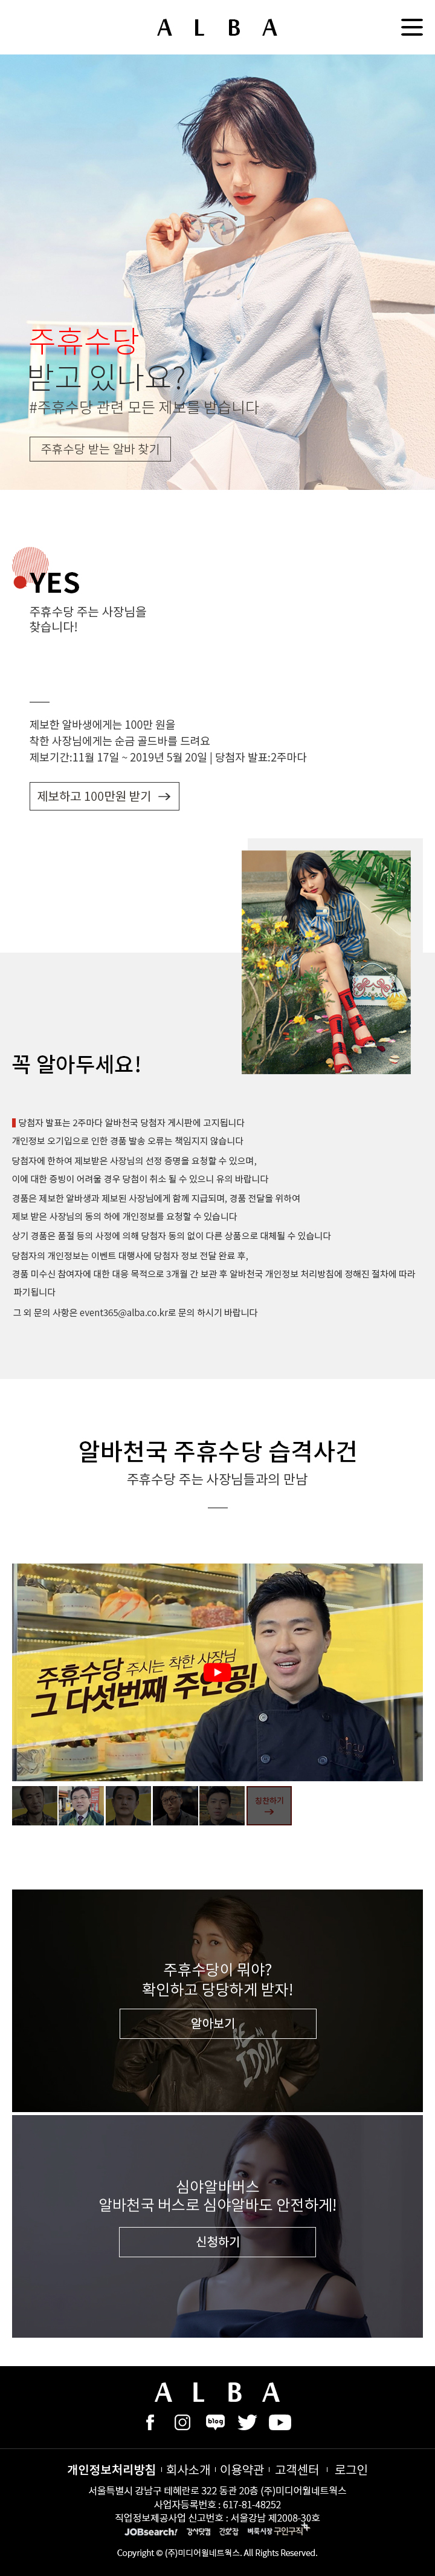 ALBA
주휴수당
받고 있나요?
#주휴수당 관련 모든 제보를 받습니다
주휴수당 받는 알바 찾기
YES
주휴수당 주는 사장님을
찾습니다!
제보한 알바생에게는 100만 원을
착한 사장님에게는 순금 골드바를 드려요
제보기간:11월 17일 ~ 2019년 5월 20일 | 당첨자 발표:2주마다
제보하고 100만원 받기 →
꼭 알아두세요!
당첨자 발표는 2주마다 알바천국 당첨자 게시판에 고지됩니다
개인정보 오기입으로 인한 경품 발송 오류는 책임지지 않습니다
당첨자에 한하여 제보받은 사장님의 선정 증명을 요청할 수 있으며,
이에 대한 증빙이 어려울 경우 당첨이 취소 될 수 있으니 유의 바랍니다
경품은 제보한 알바생과 제보된 사장님에게 함께 지급되며, 경품 전달을 위하여
제보 받은 사장님의 동의 하에 개인정보를 요청할 수 있습니다
상기 경품은 품절 등의 사정에 의해 당첨자 동의 없이 다른 상품으로 대체될 수 있습니다
당첨자의 개인정보는 이벤트 대행사에 당첨자 정보 전달 완료 후,
경품 미수신 참여자에 대한 대응 목적으로 3개월 간 보관 후 알바천국 개인정보 처리방침에 정해진 절차에 따라
파기됩니다
그 외 문의 사항은 event365@alba.co.kr로 문의 하시기 바랍니다
알바천국 주휴수당 습격사건
주휴수당 주는 사장님들과의 만남
주휴수당 주시는 착한 사장님
그 다섯번째 주인공!
칭찬하기
→
주휴수당이 뭐야?
확인하고 당당하게 받자!
알아보기
심야알바버스
알바천국 버스로 심야알바도 안전하게!
신청하기
ALBA
blog
개인정보처리방침 | 회사소개 | 이용약관 | 고객센터 | 로그인
서울특별시 강남구 테헤란로 322 동관 20층 (주)미디어윌네트웍스
사업자등록번호 : 617-81-48252
직업정보제공사업 신고번호 : 서울강남 제2008-30호
JOBsearch! 강사닷컴 간호잡 벼룩시장 구인구직
Copyright © (주)미디어윌네트웍스. All Rights Reserved.